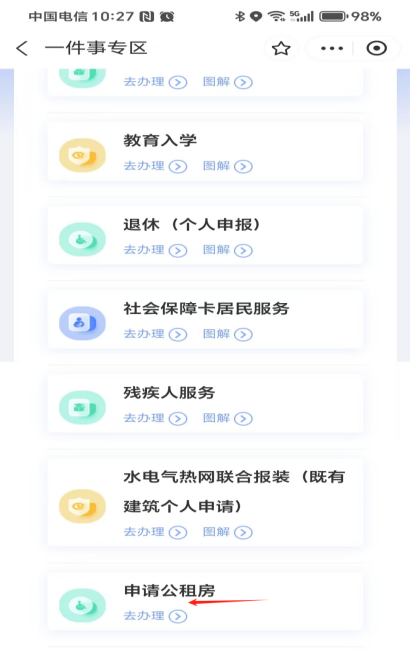 中国电信 10:27 98%
一件事专区
去办理 图解
教育入学
去办理 图解
退休（个人申报）
去办理 图解
社会保障卡居民服务
去办理 图解
残疾人服务
去办理 图解
水电气热网联合报装（既有
建筑个人申请）
去办理 图解
申请公租房
去办理